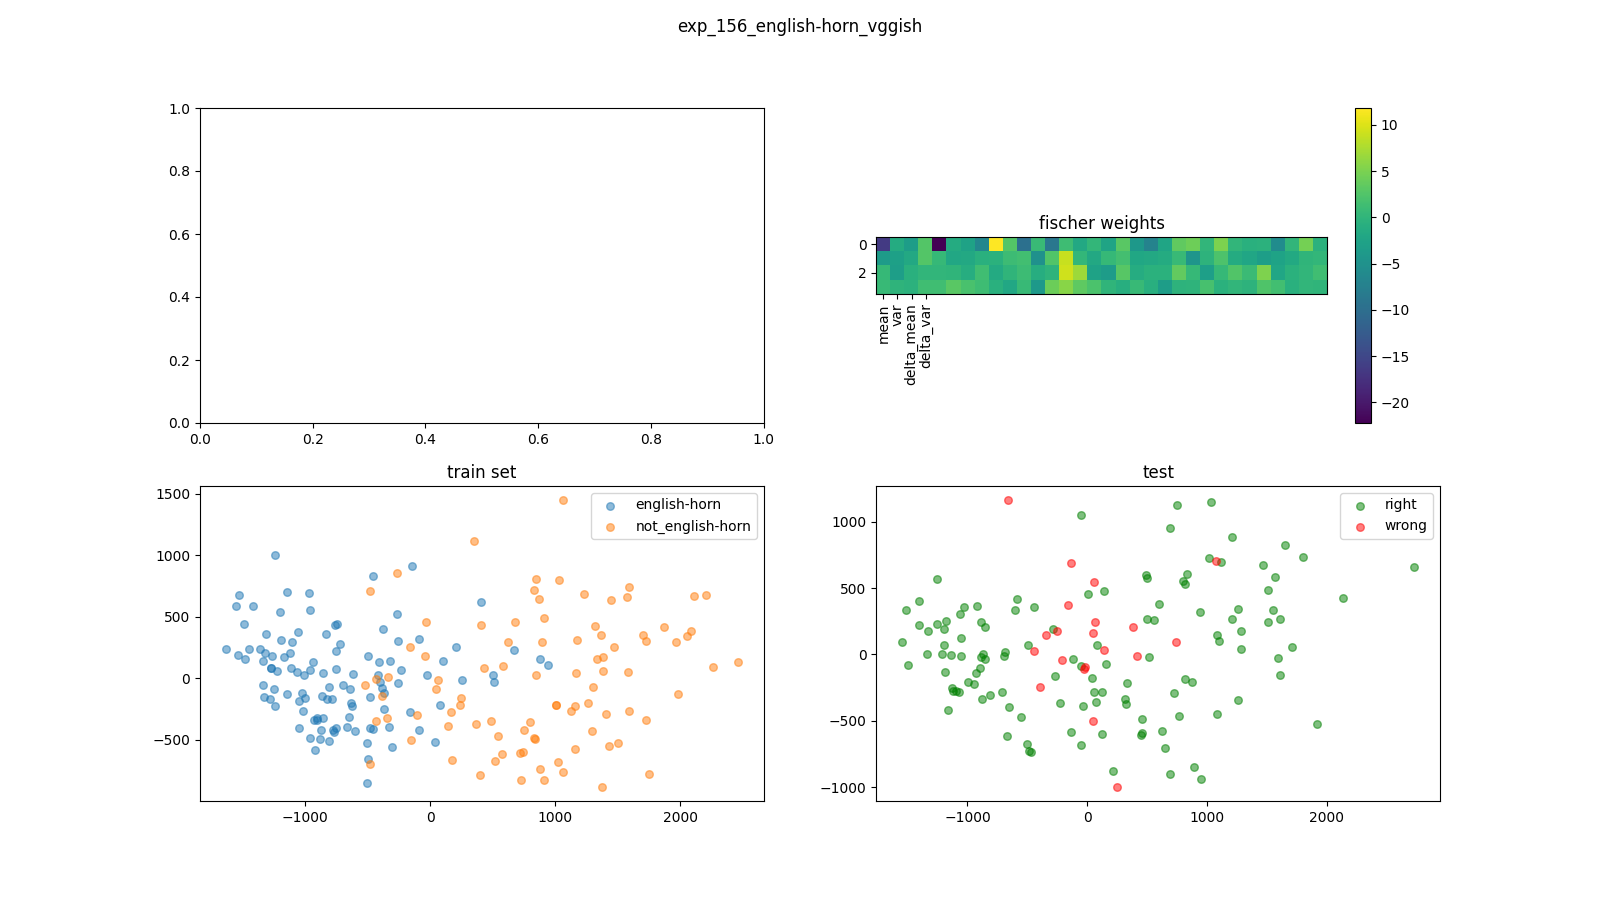 exp_156_english-horn_vggish
1.0
0.8
0.6
0.4
0.2
0.0
0.0 0.2 0.4 0.6 0.8 1.0
fischer weights
0
2
mean
var
delta_mean
delta_var
10
5
0
−5
−10
−15
−20
train set
english-horn
not_english-horn
1500
1000
500
0
−500
−1000 0 1000 2000
test
right
wrong
1000
500
0
−500
−1000
−1000 0 1000 2000